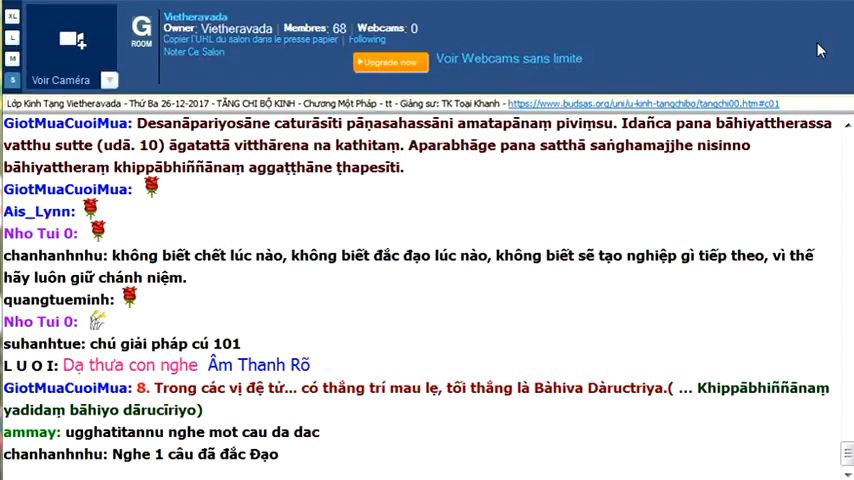 XL
L
M
S
Voir Caméra
G
ROOM
Vietheravada
Owner: Vietheravada | Membres: 68 | Webcams: 0
Copier l'URL du salon dans le presse papier | Following
Noter Ce Salon
Upgrade now
Voir Webcams sans limite
Lớp Kinh Tạng Vietheravada - Thứ Ba 26-12-2017 - TĂNG CHI BỘ KINH - Chương Một Pháp - tt - Giảng sư: TK Toại Khanh - https://www.budsas.org/uni/u-kinh-tangchibo/tangchi00.htm#c01
GiotMuaCuoiMua: Desanāpariyosāne caturāsīti pāṇasahassāni amatapānaṃ piviṃsu. Idañca pana bāhiyattherassa
vatthu sutte (udā. 10) āgatattā vitthārena na kathitaṃ. Aparabhāge pana satthā saṅghamajjhe nisinno
bāhiyattheraṃ khippābhiññānaṃ aggaṭṭhāne ṭhapesīti.
GiotMuaCuoiMua:
Ais_Lynn:
Nho Tui 0:
chanhanhnhu: không biết chết lúc nào, không biết đắc đạo lúc nào, không biết sẽ tạo nghiệp gì tiếp theo, vì thế
hãy luôn giữ chánh niệm.
quangtueminh:
Nho Tui 0:
suhanhtue: chú giải pháp cú 101
L U O I: Dạ thưa con nghe Âm Thanh Rõ
GiotMuaCuoiMua: 8. Trong các vị đệ tử... có thắng trí mau lẹ, tối thắng là Bàhiva Dàructriya.( ... Khippābhiññānaṃ
yadidaṃ bāhiyo dārucīriyo)
ammay: ugghatitannu nghe mot cau da dac
chanhanhnhu: Nghe 1 câu đã đắc Đạo